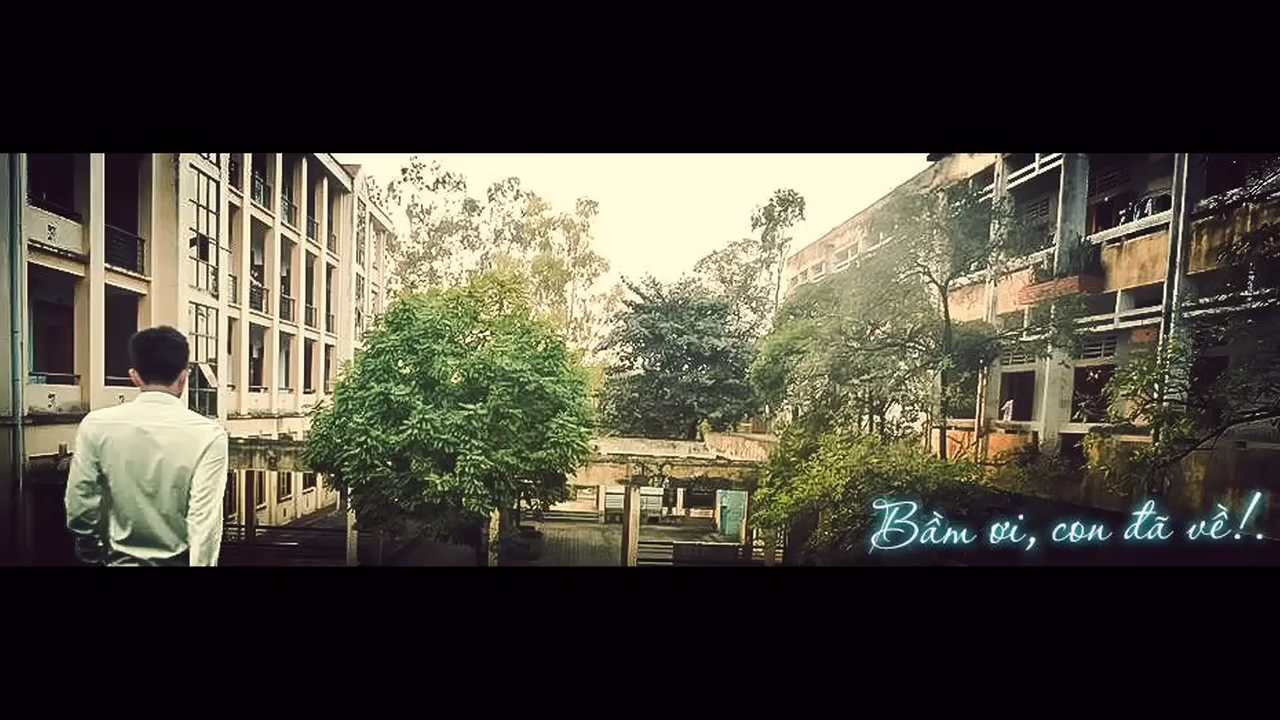 Bầm ơi, con đã về!.